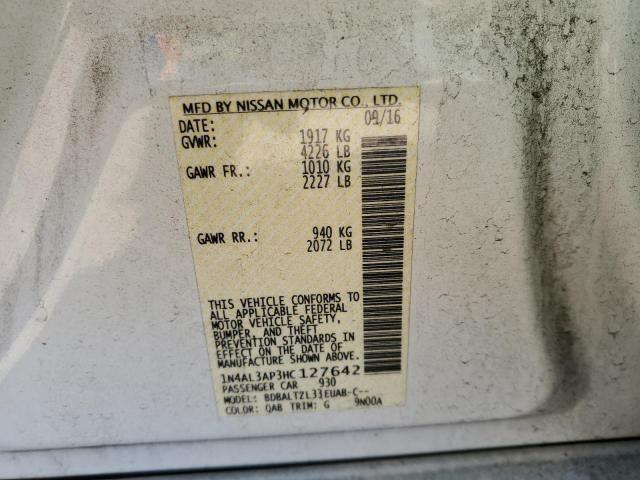 MFD BY NISSAN MOTOR CO., LTD.
DATE: 09/16
GVWR: 1917 KG
4226 LB
GAWR FR.: 1010 KG
2227 LB
GAWR RR.: 940 KG
2072 LB
THIS VEHICLE CONFORMS TO
ALL APPLICABLE FEDERAL
MOTOR VEHICLE SAFETY,
BUMPER, AND THEFT
PREVENTION STANDARDS IN
EFFECT ON THE DATE OF
MANUFACTURE SHOWN ABOVE.
1N4AL3AP3HC127642
PASSENGER CAR 930
MODEL: BDBALTZL33EUAB-C--
COLOR: QAB TRIM: G 9N00A